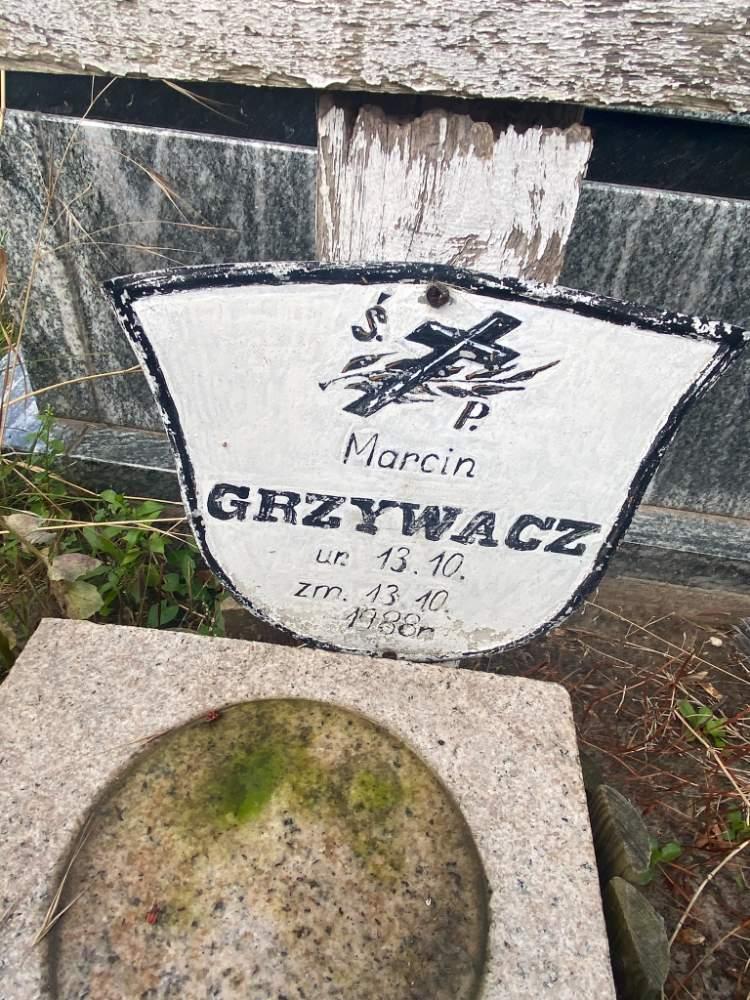 Ś. P.
Marcin
GRZYWACZ
ur. 13.10.
zm. 13.10.
1988r.